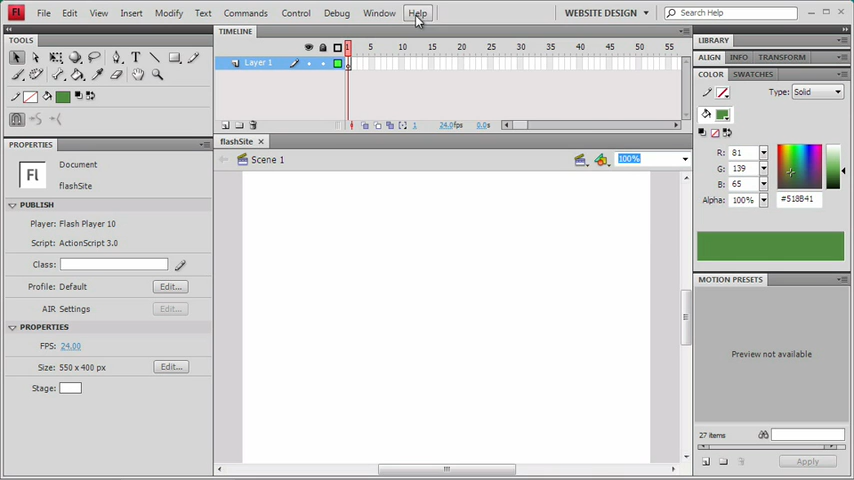 Fl File Edit View Insert Modify Text Commands Control Debug Window Help WEBSITE DESIGN Search Help
TOOLS
TIMELINE
1 5 10 15 20 25 30 35 40 45 50 55
Layer 1
1 24.0fps 0.0s
flashSite
Scene 1 100%
PROPERTIES
Fl
Document
flashSite
PUBLISH
Player: Flash Player 10
Script: ActionScript 3.0
Class:
Profile: Default Edit...
AIR Settings Edit...
PROPERTIES
FPS: 24.00
Size: 550 x 400 px Edit...
Stage:
LIBRARY
ALIGN INFO TRANSFORM
COLOR SWATCHES
Type: Solid
R: 81
G: 139
B: 65
Alpha: 100% #518B41
MOTION PRESETS
Preview not available
27 items
Apply